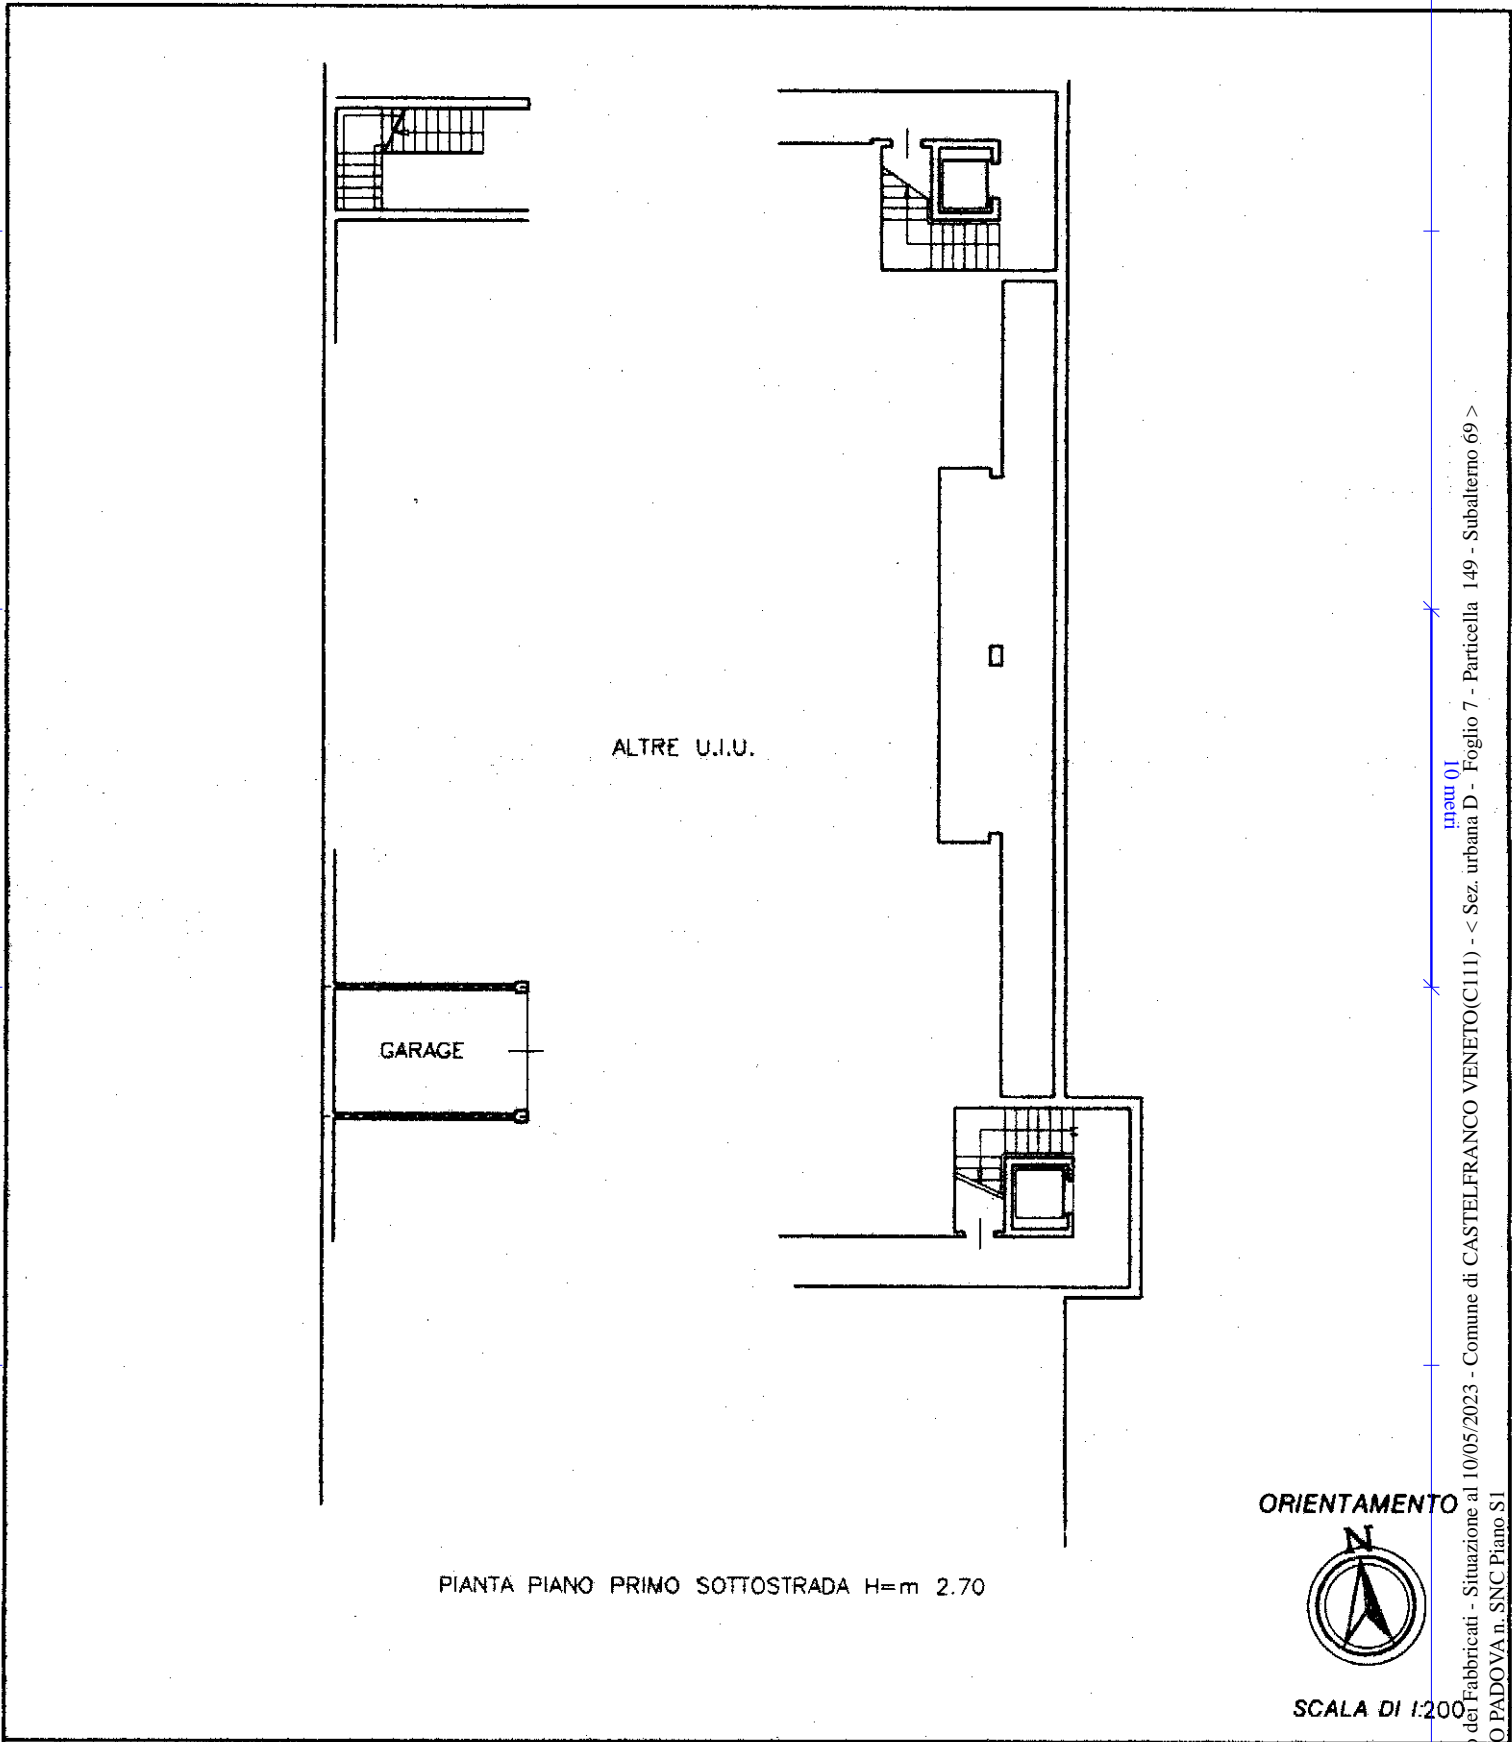 ALTRE U.I.U.
GARAGE
PIANTA PIANO PRIMO SOTTOSTRADA H=m 2.70
ORIENTAMENTO
N
SCALA DI 1:200
10 metri
dei Fabbricati - Situazione al 10/05/2023 - Comune di CASTELFRANCO VENETO(C111) - < Sez. urbana D - Foglio 7 - Particella 149 - Subalterno 69 >
O PADOVA n. SNC Piano S1